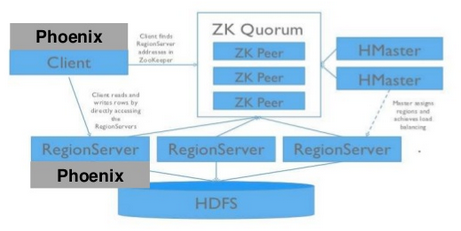 Phoenix
Client
Client finds
RegionServer
addresses in
ZooKeeper
ZK Quorum
ZK Peer
ZK Peer
ZK Peer
HMaster
HMaster
Client reads and
writes rows by
directly accessing
the
RegionServers
Master assigns
regions and
achieves load
balancing
RegionServer
RegionServer
RegionServer
Phoenix
HDFS